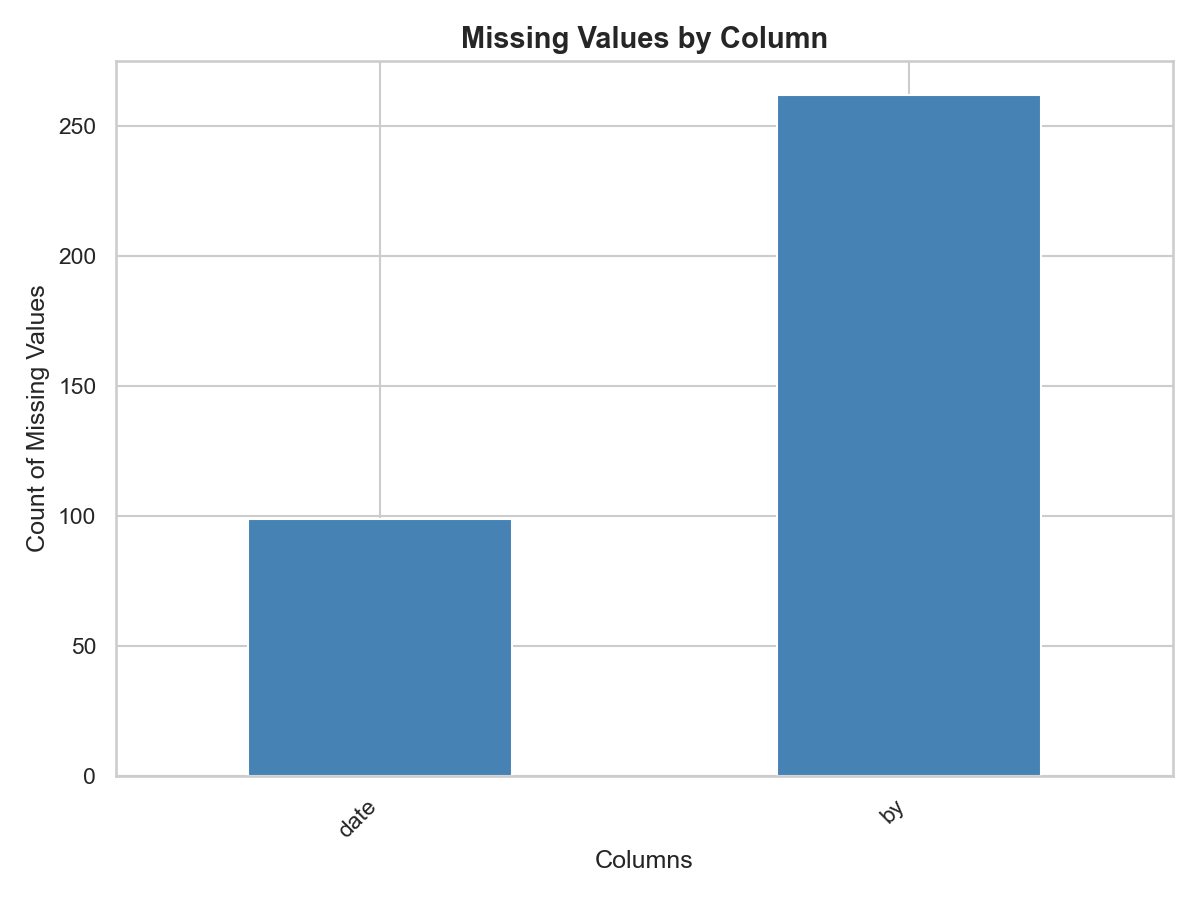 Missing Values by Column
Count of Missing Values
250
200
150
100
50
0
date
by
Columns